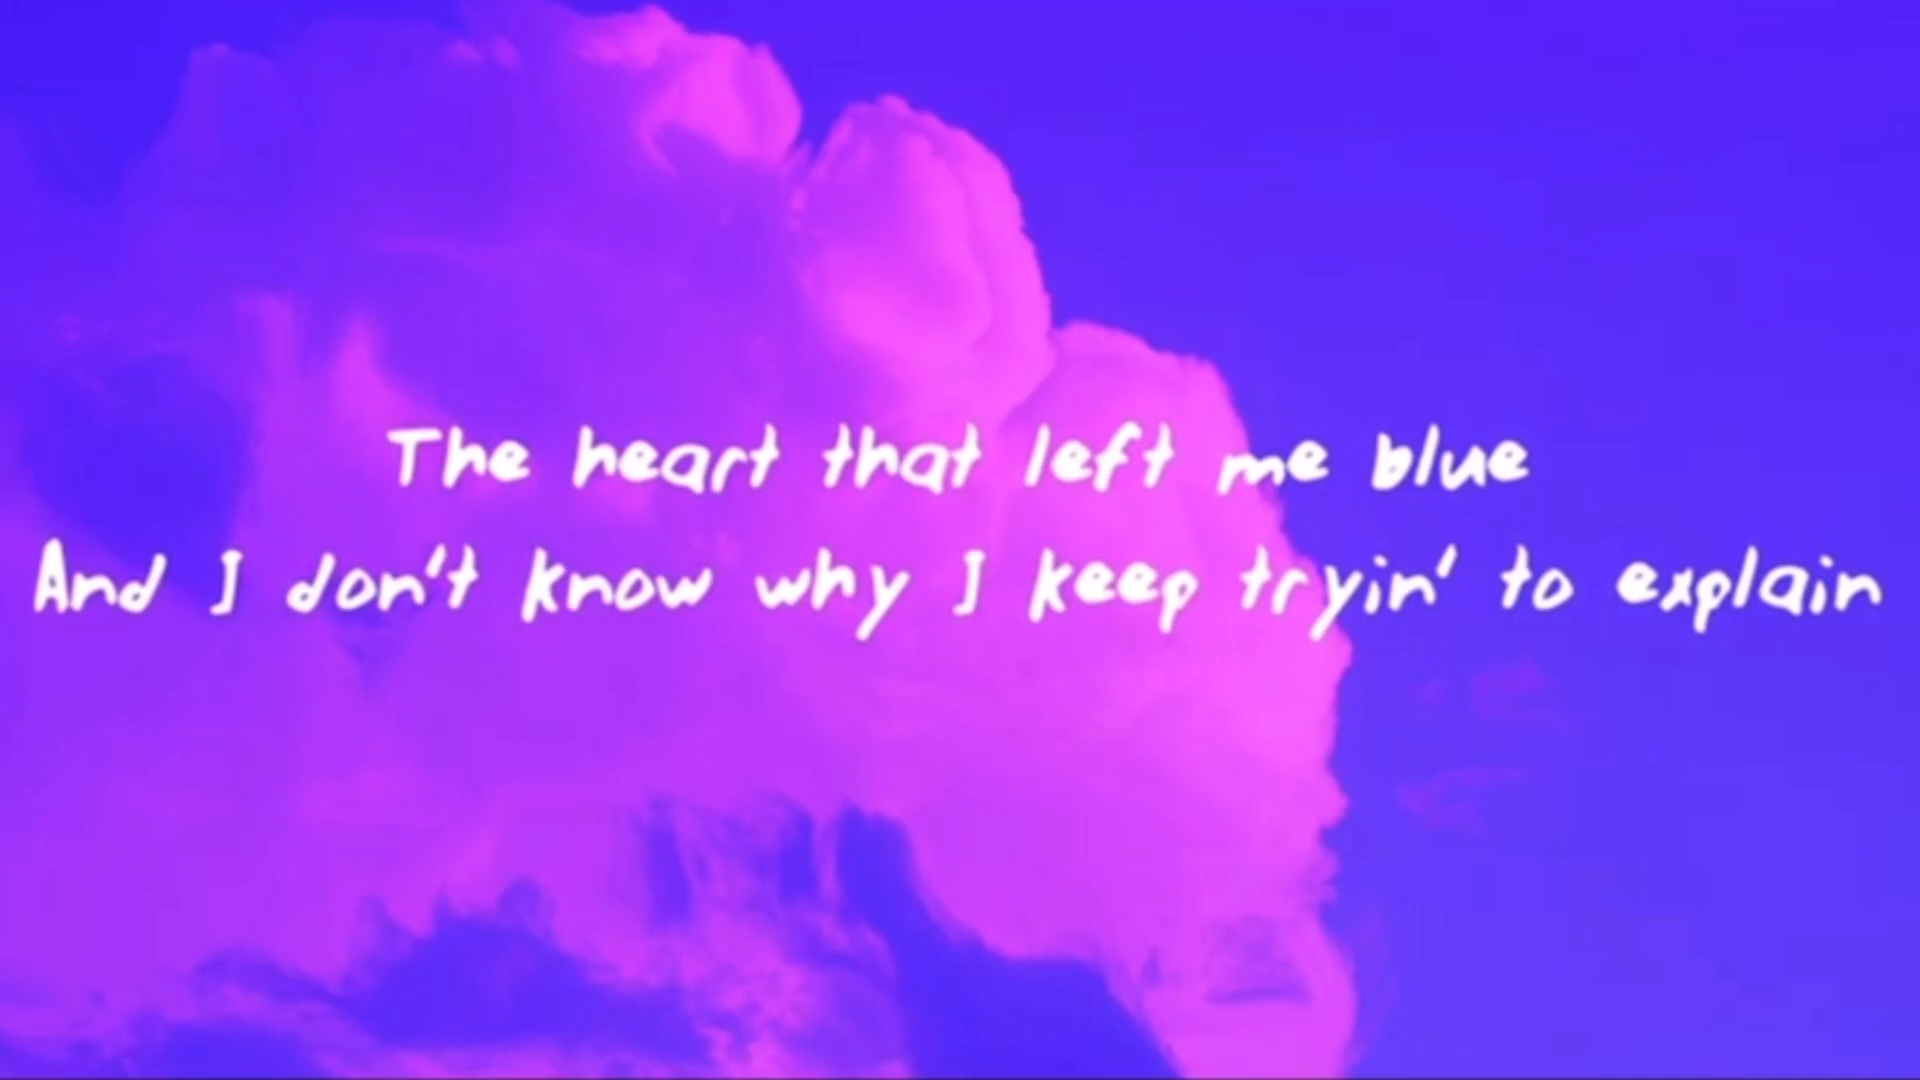 The heart that left me blue
And I don't know why I keep tryin' to explain